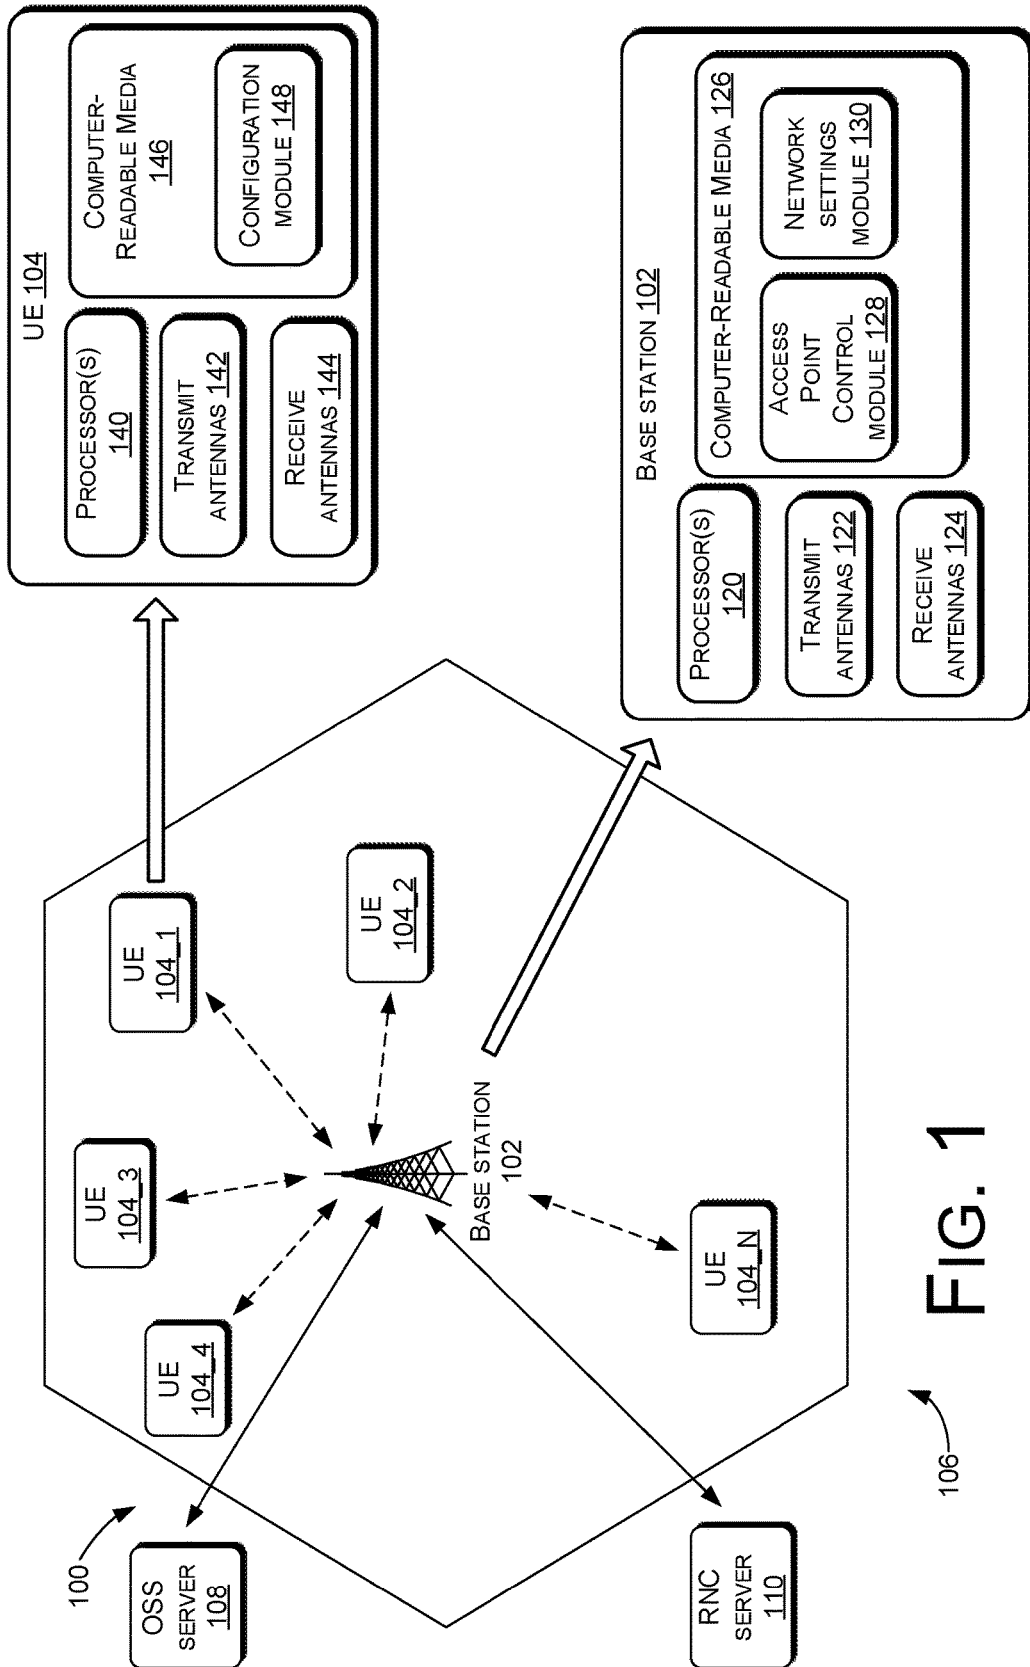 100
OSS
SERVER
108
UE
104_4
UE
104_3
UE
104_1
UE
104_2
BASE STATION
102
UE
104_N
RNC
SERVER
110
106
UE 104
PROCESSOR(S)
140
TRANSMIT
ANTENNAS 142
RECEIVE
ANTENNAS 144
COMPUTER-
READABLE MEDIA
146
CONFIGURATION
MODULE 148
BASE STATION 102
PROCESSOR(S)
120
TRANSMIT
ANTENNAS 122
RECEIVE
ANTENNAS 124
COMPUTER-READABLE MEDIA 126
ACCESS
POINT
CONTROL
MODULE 128
NETWORK
SETTINGS
MODULE 130
FIG. 1